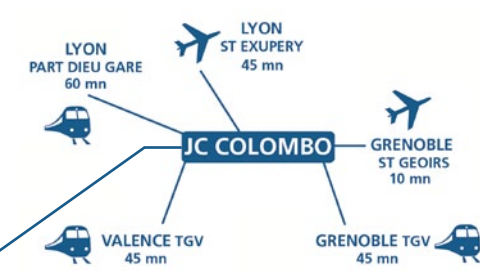 LYON
PART DIEU GARE
60 mn
LYON
ST EXUPERY
45 mn
JC COLOMBO
GRENOBLE
ST GEOIRS
10 mn
VALENCE TGV
45 mn
GRENOBLE TGV
45 mn